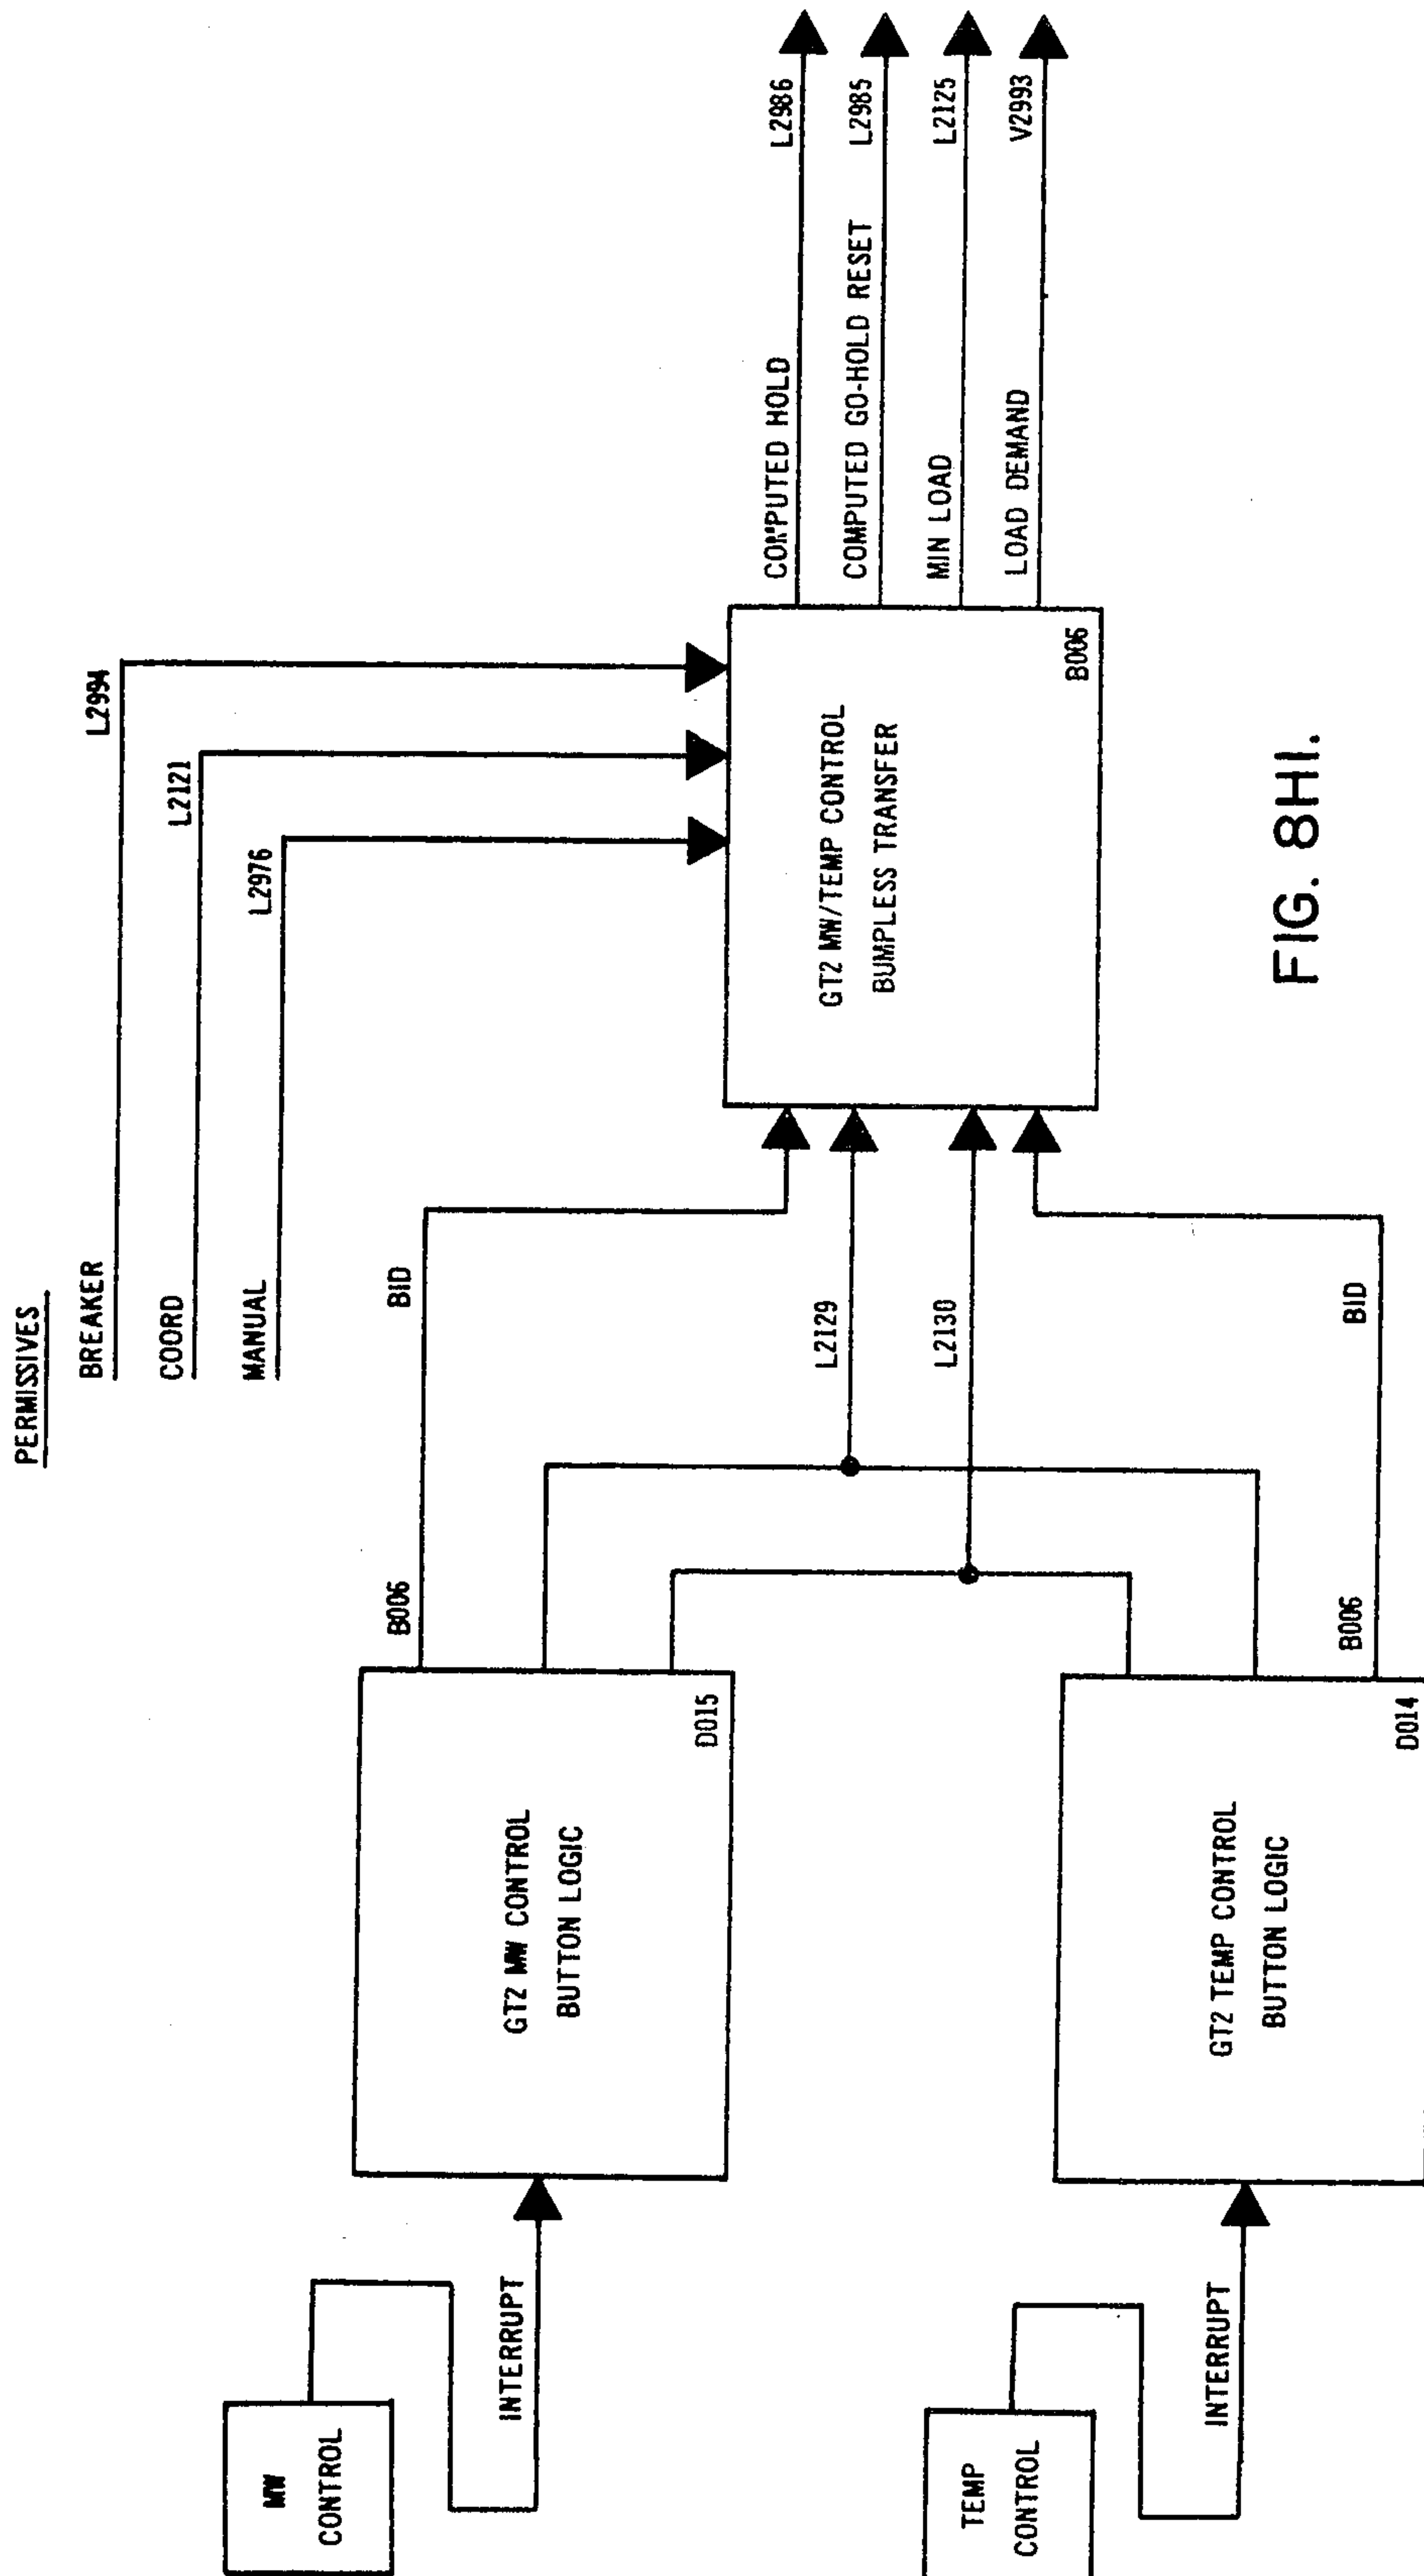 PERMISSIVES
BREAKER
L2994
COORD
L2121
MANUAL
L2976
MW
CONTROL
INTERRUPT
GT2 MW CONTROL
BUTTON LOGIC
D015
B006
BID
L2129
L2130
TEMP
CONTROL
INTERRUPT
GT2 TEMP CONTROL
BUTTON LOGIC
D014
B006
BID
GT2 MW/TEMP CONTROL
BUMPLESS TRANSFER
B006
COMPUTED HOLD
L2986
COMPUTED GO-HOLD RESET
L2985
MIN LOAD
L2125
LOAD DEMAND
V2993
FIG. 8H1.